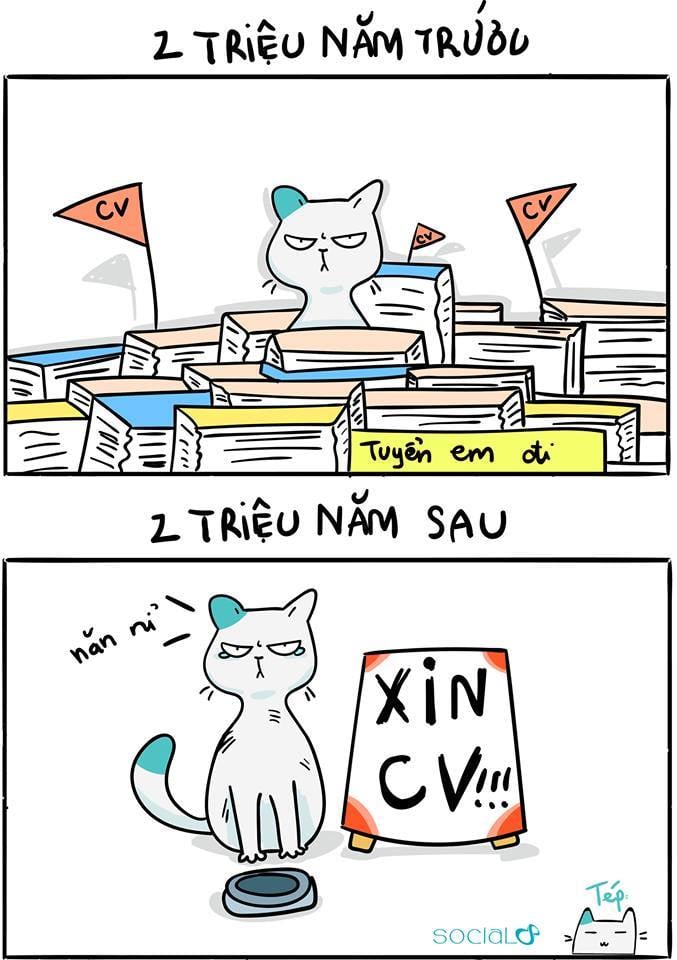 2 TRIỆU NĂM TRƯỚC
CV
CV
CV
Tuyển em đi
2 TRIỆU NĂM SAU
năn nỉ
XIN
CV!!!
Tép.
SOCIAL